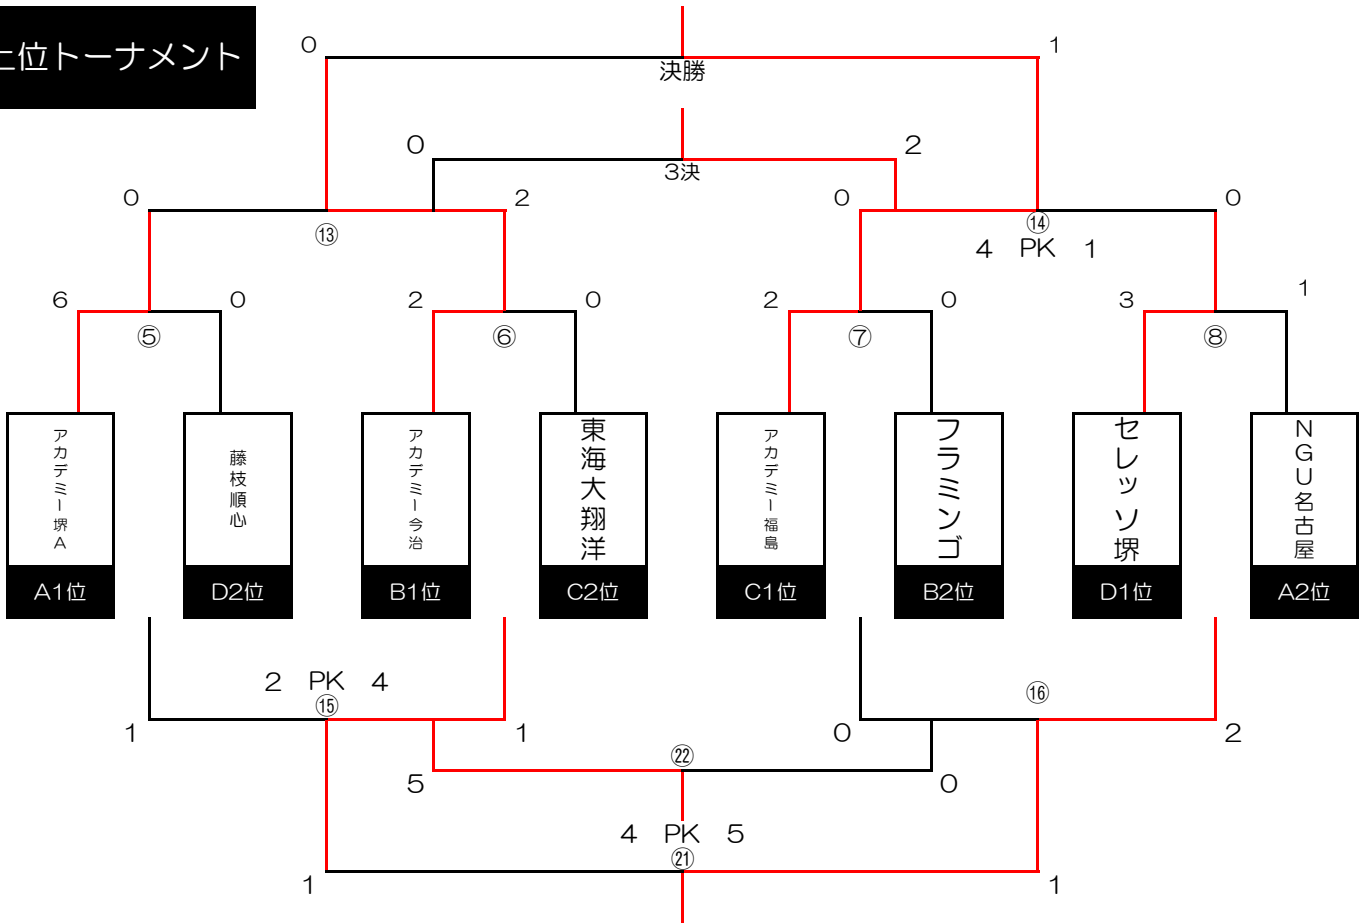 上位トーナメント
0 1
決勝
0 2
3決
0 2 0 0
⑬ ⑭
4 PK 1
6 0 2 0 2 0 3 1
⑤ ⑥ ⑦ ⑧
アカデミー堺A
藤枝順心
アカデミー今治
東海大翔洋
アカデミー福島
フラミンゴ
セレッソ堺
NGU名古屋
A1位 D2位 B1位 C2位 C1位 B2位 D1位 A2位
2 PK 4
⑮ ⑯
1 1 0 2
㉒
5 0
4 PK 5
㉑
1 1